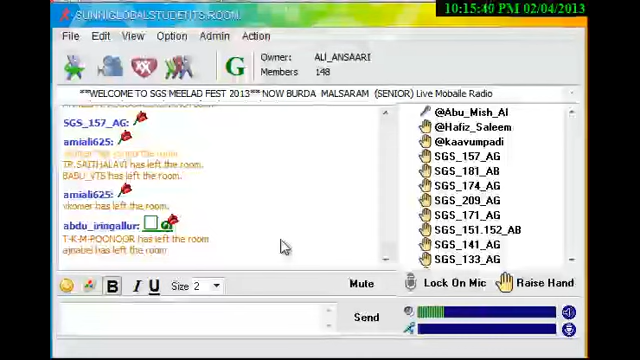 10:15:49 PM 02/04/2013
SUNNIGLOBALSTUDENTS ROOM
File Edit View Option Admin Action
G
Owner: ALI_ANSAARI
Members 148
**WELCOME TO SGS MEELAD FEST 2013** NOW BURDA MALSARAM (SENIOR) Live Mobaile Radio
SGS_157_AG:
amiali625:
TP.SAITHALAVI has left the room.
BABU_VTS has left the room.
amiali625:
vkomer has left the room.
abdu_iringallur:
T-K-M-POONOOR has left the room
ajnabei has left the room
@Abu_Mish_Al
@Hafiz_Saleem
@kaavumpadi
SGS_157_AG
SGS_181_AB
SGS_174_AG
SGS_209_AG
SGS_171_AG
SGS_151.152_AB
SGS_141_AG
SGS_133_AG
B I U Size 2 Mute
Lock On Mic Raise Hand
Send